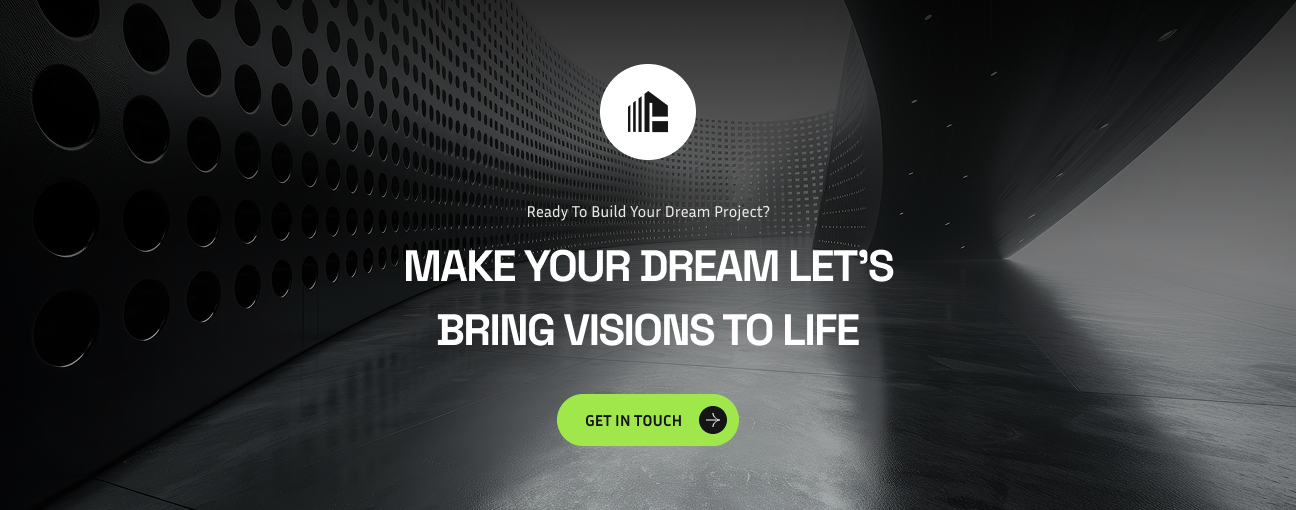 Ready To Build Your Dream Project?
MAKE YOUR DREAM LET'S
BRING VISIONS TO LIFE
GET IN TOUCH